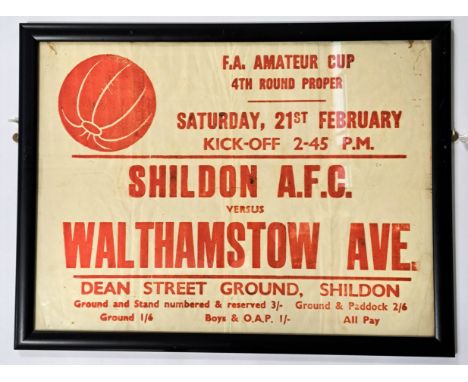 F.A. AMATEUR CUP
4TH ROUND PROPER
SATURDAY, 21ST FEBRUARY
KICK-OFF 2-45 P.M.
SHILDON A.F.C.
VERSUS
WALTHAMSTOW AVE.
DEAN STREET GROUND, SHILDON
Ground and Stand numbered & reserved 3/- Ground & Paddock 2/6
Ground 1/6 Boys & O.A.P. 1/- All Pay